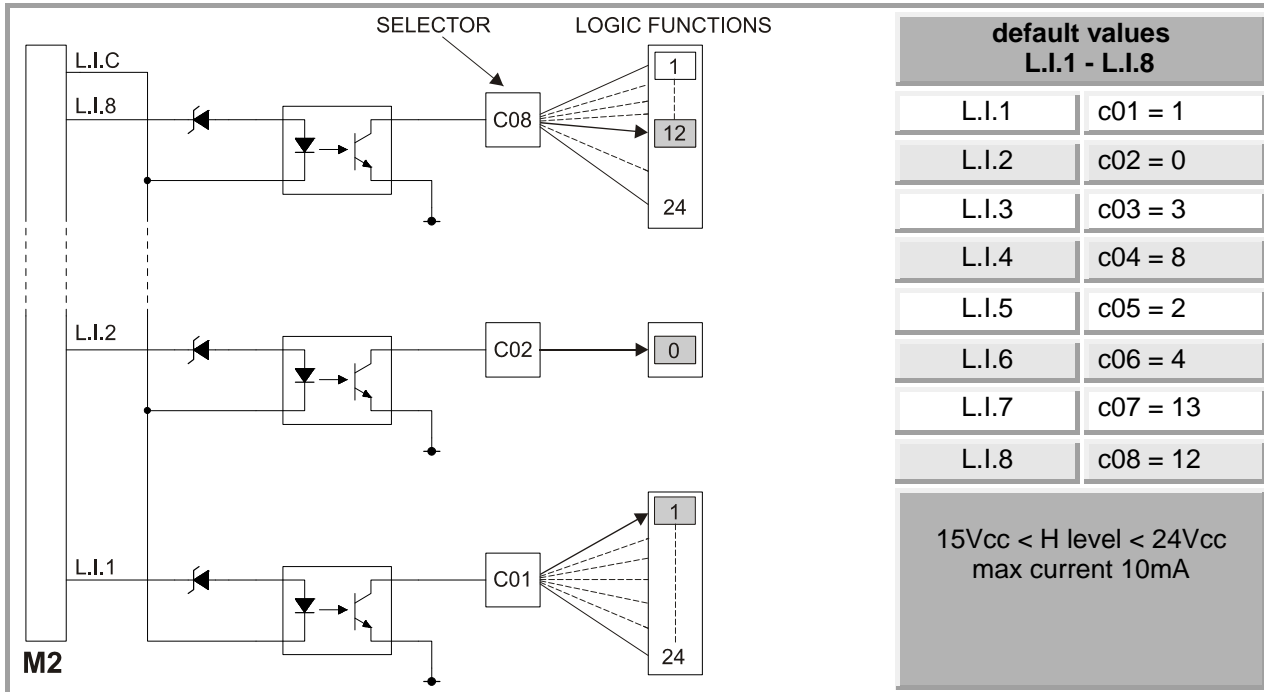 SELECTOR LOGIC FUNCTIONS
L.I.C
L.I.8
C08
1
12
24
L.I.2
C02
0
L.I.1
C01
1
24
M2
default values
L.I.1 - L.I.8
L.I.1 c01 = 1
L.I.2 c02 = 0
L.I.3 c03 = 3
L.I.4 c04 = 8
L.I.5 c05 = 2
L.I.6 c06 = 4
L.I.7 c07 = 13
L.I.8 c08 = 12
15Vcc < H level < 24Vcc
max current 10mA